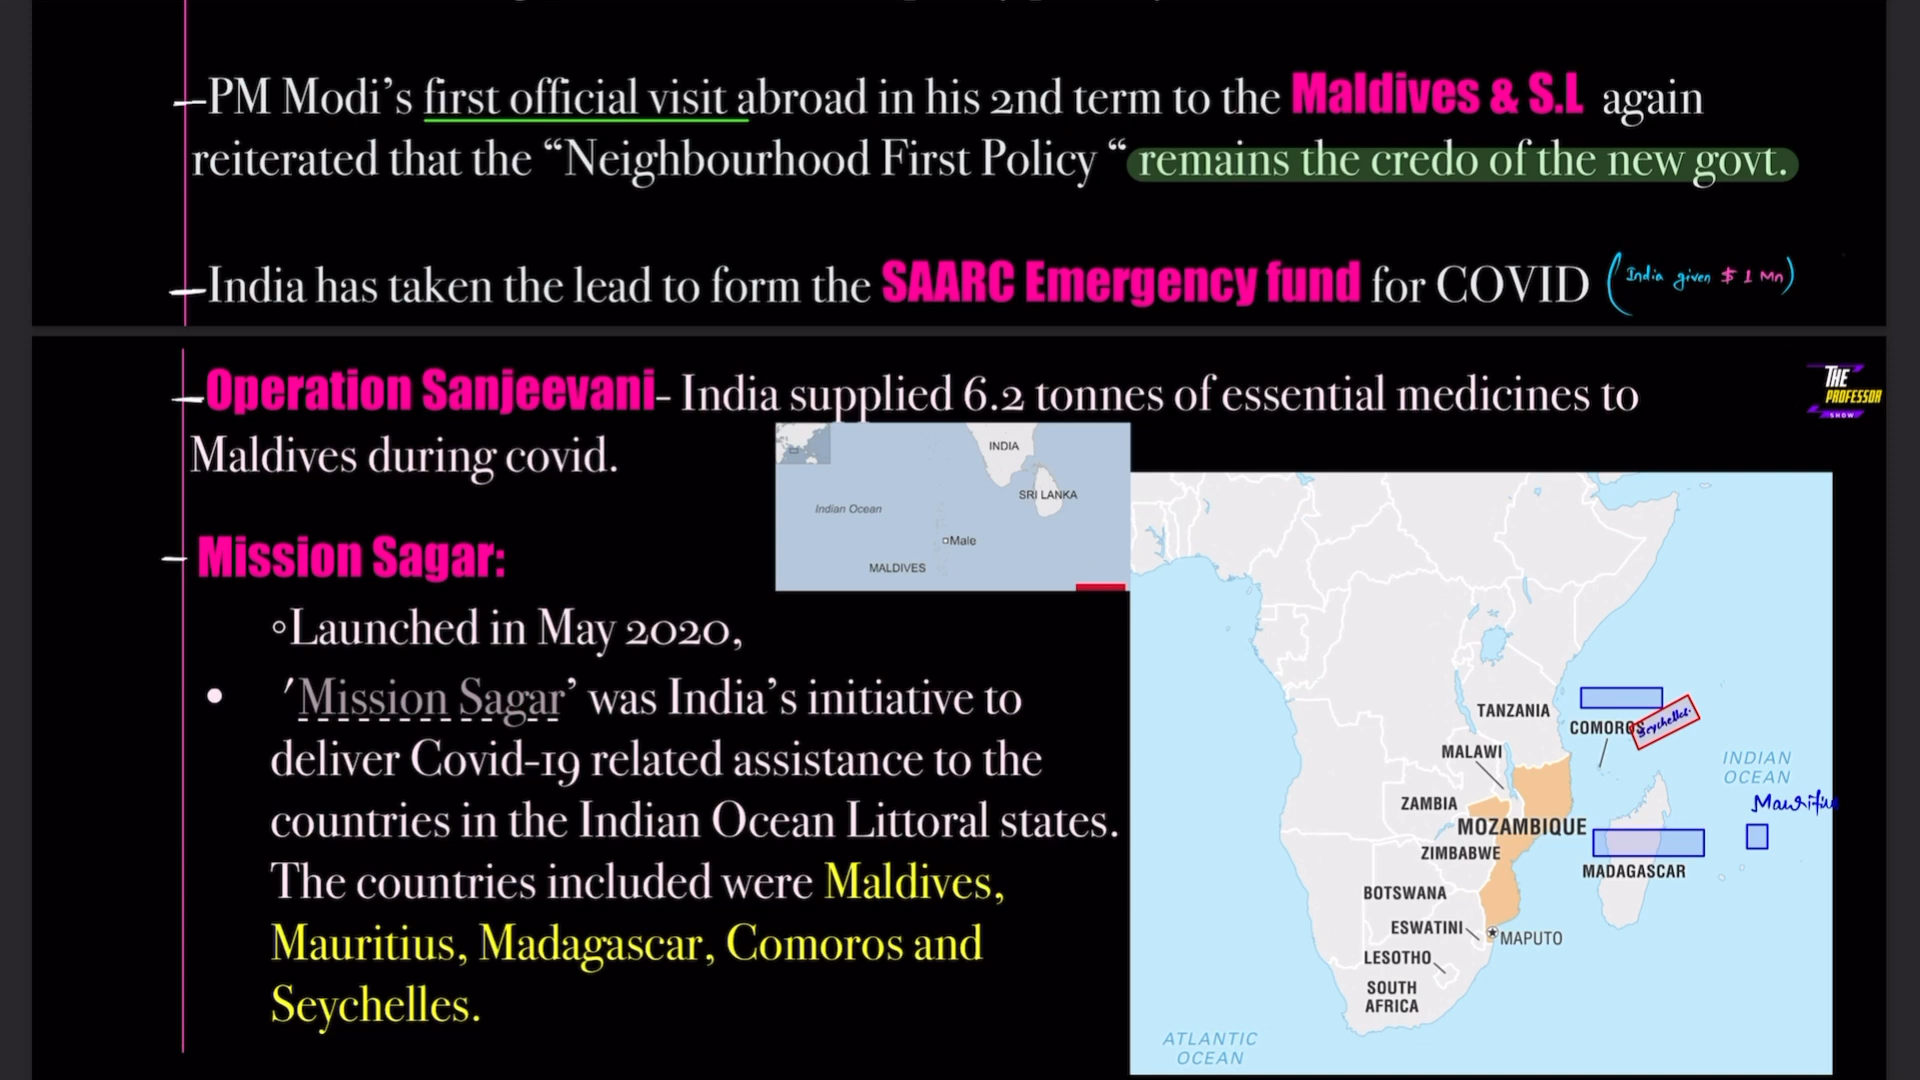 –PM Modi’s first official visit abroad in his 2nd term to the Maldives & S.L again
reiterated that the “Neighbourhood First Policy “ remains the credo of the new govt.
–India has taken the lead to form the SAARC Emergency fund for COVID (India given $ 1 Mn)
–Operation Sanjeevani- India supplied 6.2 tonnes of essential medicines to
Maldives during covid.
THE
PROFESSOR
SHOW
– Mission Sagar:
◦Launched in May 2020,
• ’Mission Sagar’ was India’s initiative to
deliver Covid-19 related assistance to the
countries in the Indian Ocean Littoral states.
The countries included were Maldives,
Mauritius, Madagascar, Comoros and
Seychelles.
INDIA
SRI LANKA
Indian Ocean
Male
MALDIVES
TANZANIA
COMOROS
Seychelles.
MALAWI
INDIAN
OCEAN
Mauritius
ZAMBIA
MOZAMBIQUE
ZIMBABWE
MADAGASCAR
BOTSWANA
ESWATINI
MAPUTO
LESOTHO
SOUTH
AFRICA
ATLANTIC
OCEAN